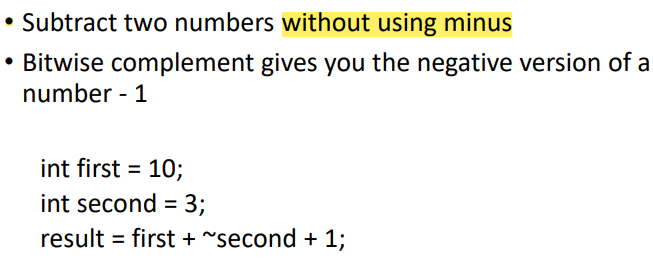 • Subtract two numbers without using minus
• Bitwise complement gives you the negative version of a
number - 1
int first = 10;
int second = 3;
result = first + ~second + 1;